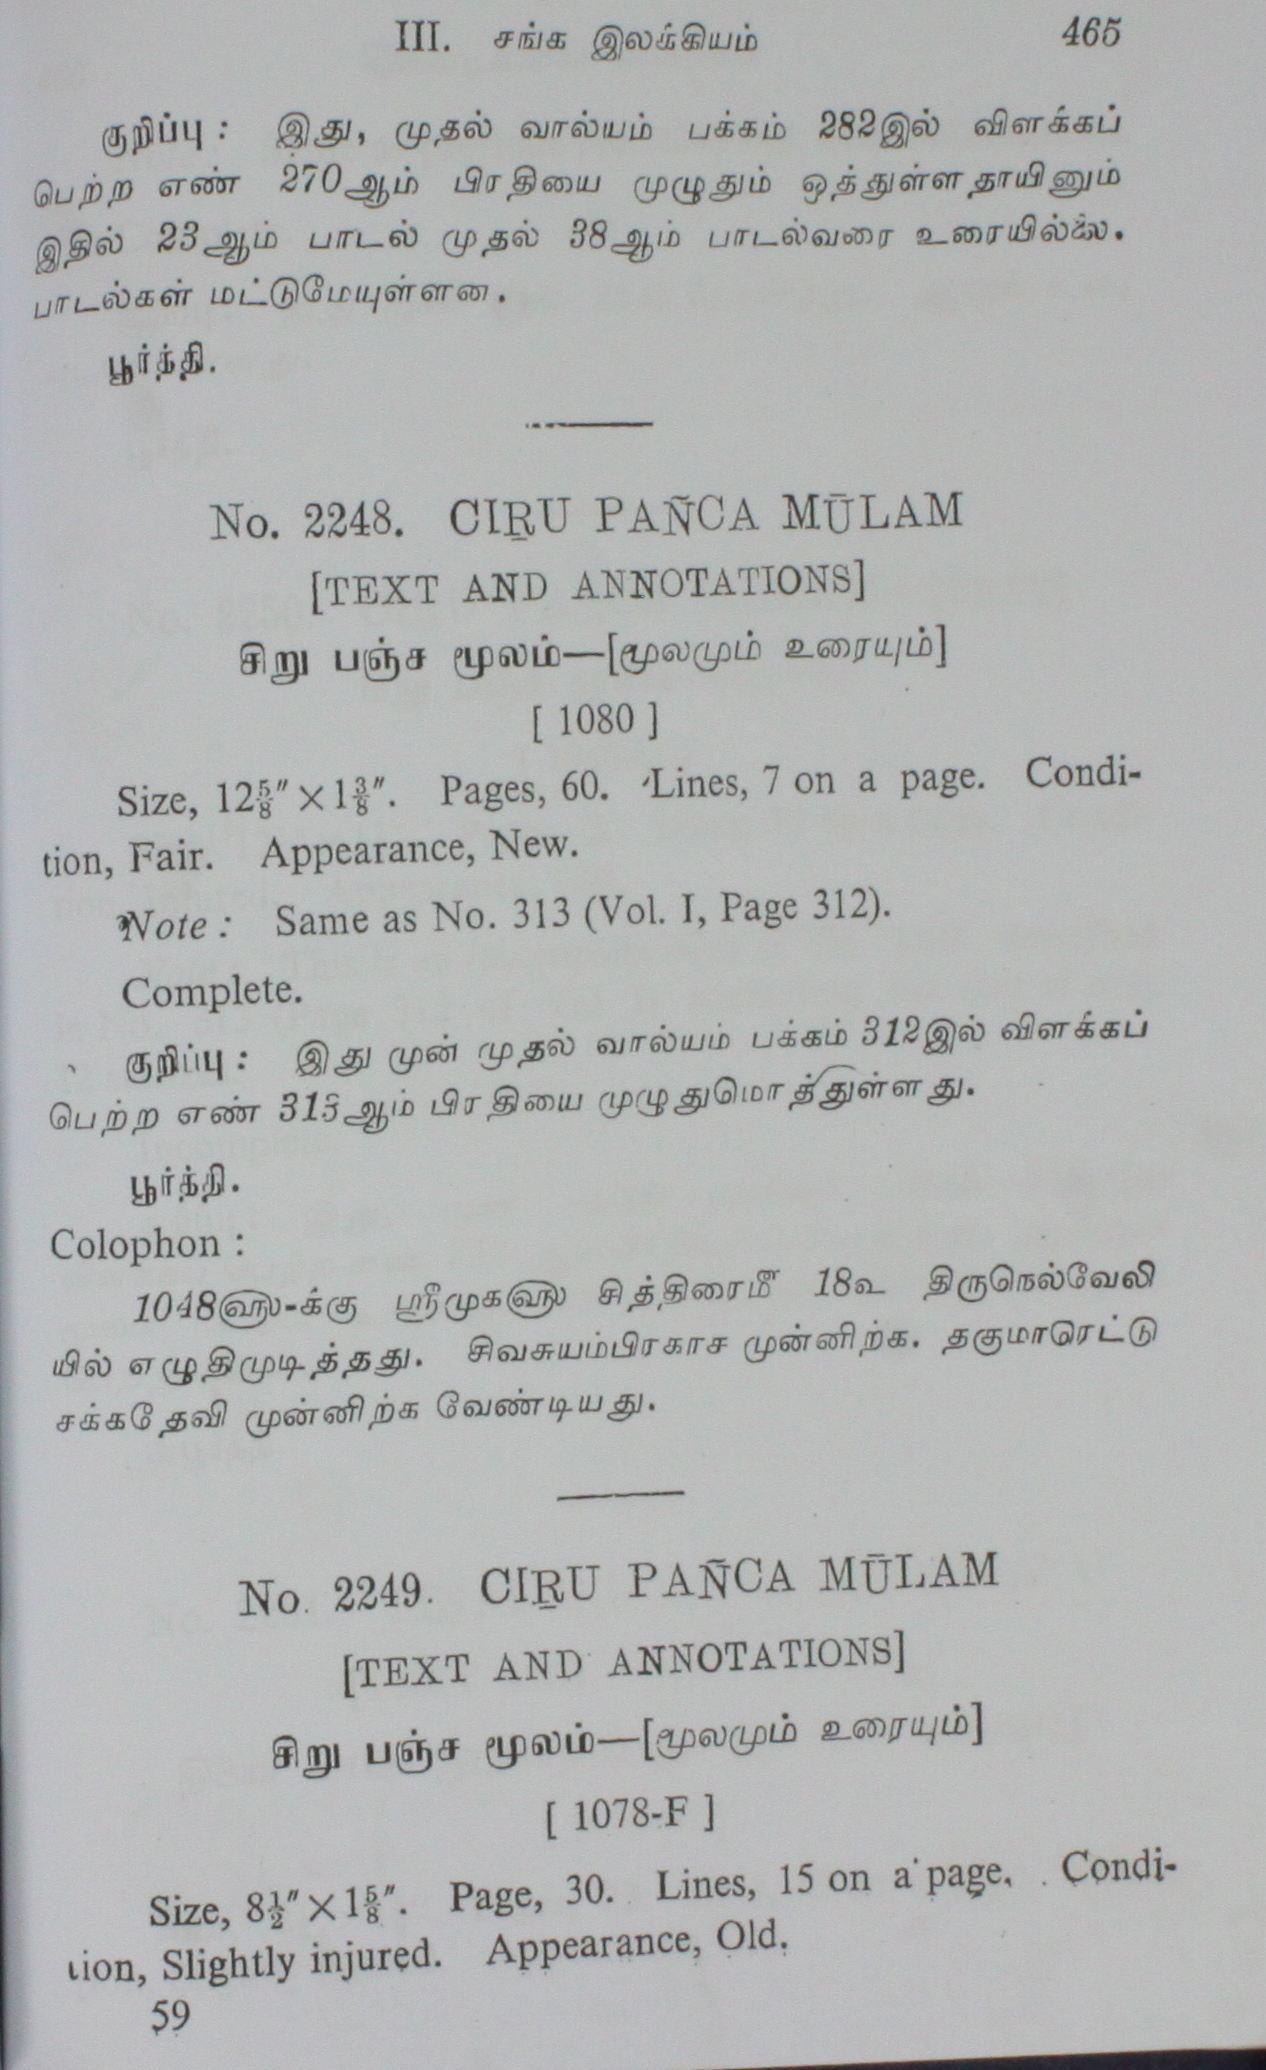 III. சங்க இலக்கியம் 465
குறிப்பு : இது, முதல் வால்யம் பக்கம் 282இல் விளக்கப்
பெற்ற எண் 270ஆம் பிரதியை முழுதும் ஒத்துள்ளதாயினும்
இதில் 23ஆம் பாடல் முதல் 38ஆம் பாடல்வரை உரையில்லை.
பாடல்கள் மட்டுமேயுள்ளன.
பூர்த்தி.
No. 2248. CIṞU PAÑCA MŪLAM
[TEXT AND ANNOTATIONS]
சிறு பஞ்ச மூலம்—[மூலமும் உரையும்]
[ 1080 ]
Size, 12⅝″ × 1⅜″. Pages, 60. Lines, 7 on a page. Condi-
tion, Fair. Appearance, New.
Note : Same as No. 313 (Vol. I, Page 312).
Complete.
குறிப்பு : இது முன் முதல் வால்யம் பக்கம் 312இல் விளக்கப்
பெற்ற எண் 313ஆம் பிரதியை முழுதுமொத்துள்ளது.
பூர்த்தி.
Colophon :
1048௵-க்கு ஸ்ரீமுக௵ சித்திரை௴ 18உ திருநெல்வேலி
யில் எழுதிமுடித்தது. சிவசுயம்பிரகாச முன்னிற்க. தகுமாரெட்டு
சக்கதேவி முன்னிற்க வேண்டியது.
No. 2249. CIṞU PAÑCA MŪLAM
[TEXT AND ANNOTATIONS]
சிறு பஞ்ச மூலம்—[மூலமும் உரையும்]
[ 1078-F ]
Size, 8½″ × 1⅝″. Page, 30. Lines, 15 on a page. Condi-
tion, Slightly injured. Appearance, Old.
59